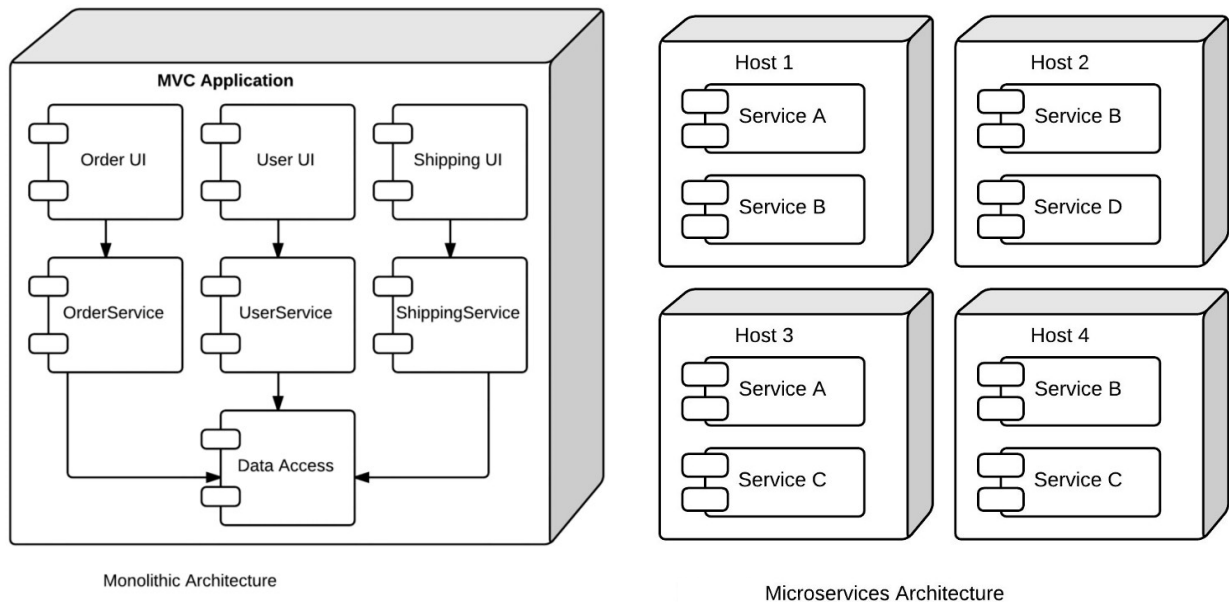 MVC Application
Order UI
User UI
Shipping UI
OrderService
UserService
ShippingService
Data Access
Monolithic Architecture
Host 1
Service A
Service B
Host 2
Service B
Service D
Host 3
Service A
Service C
Host 4
Service B
Service C
Microservices Architecture